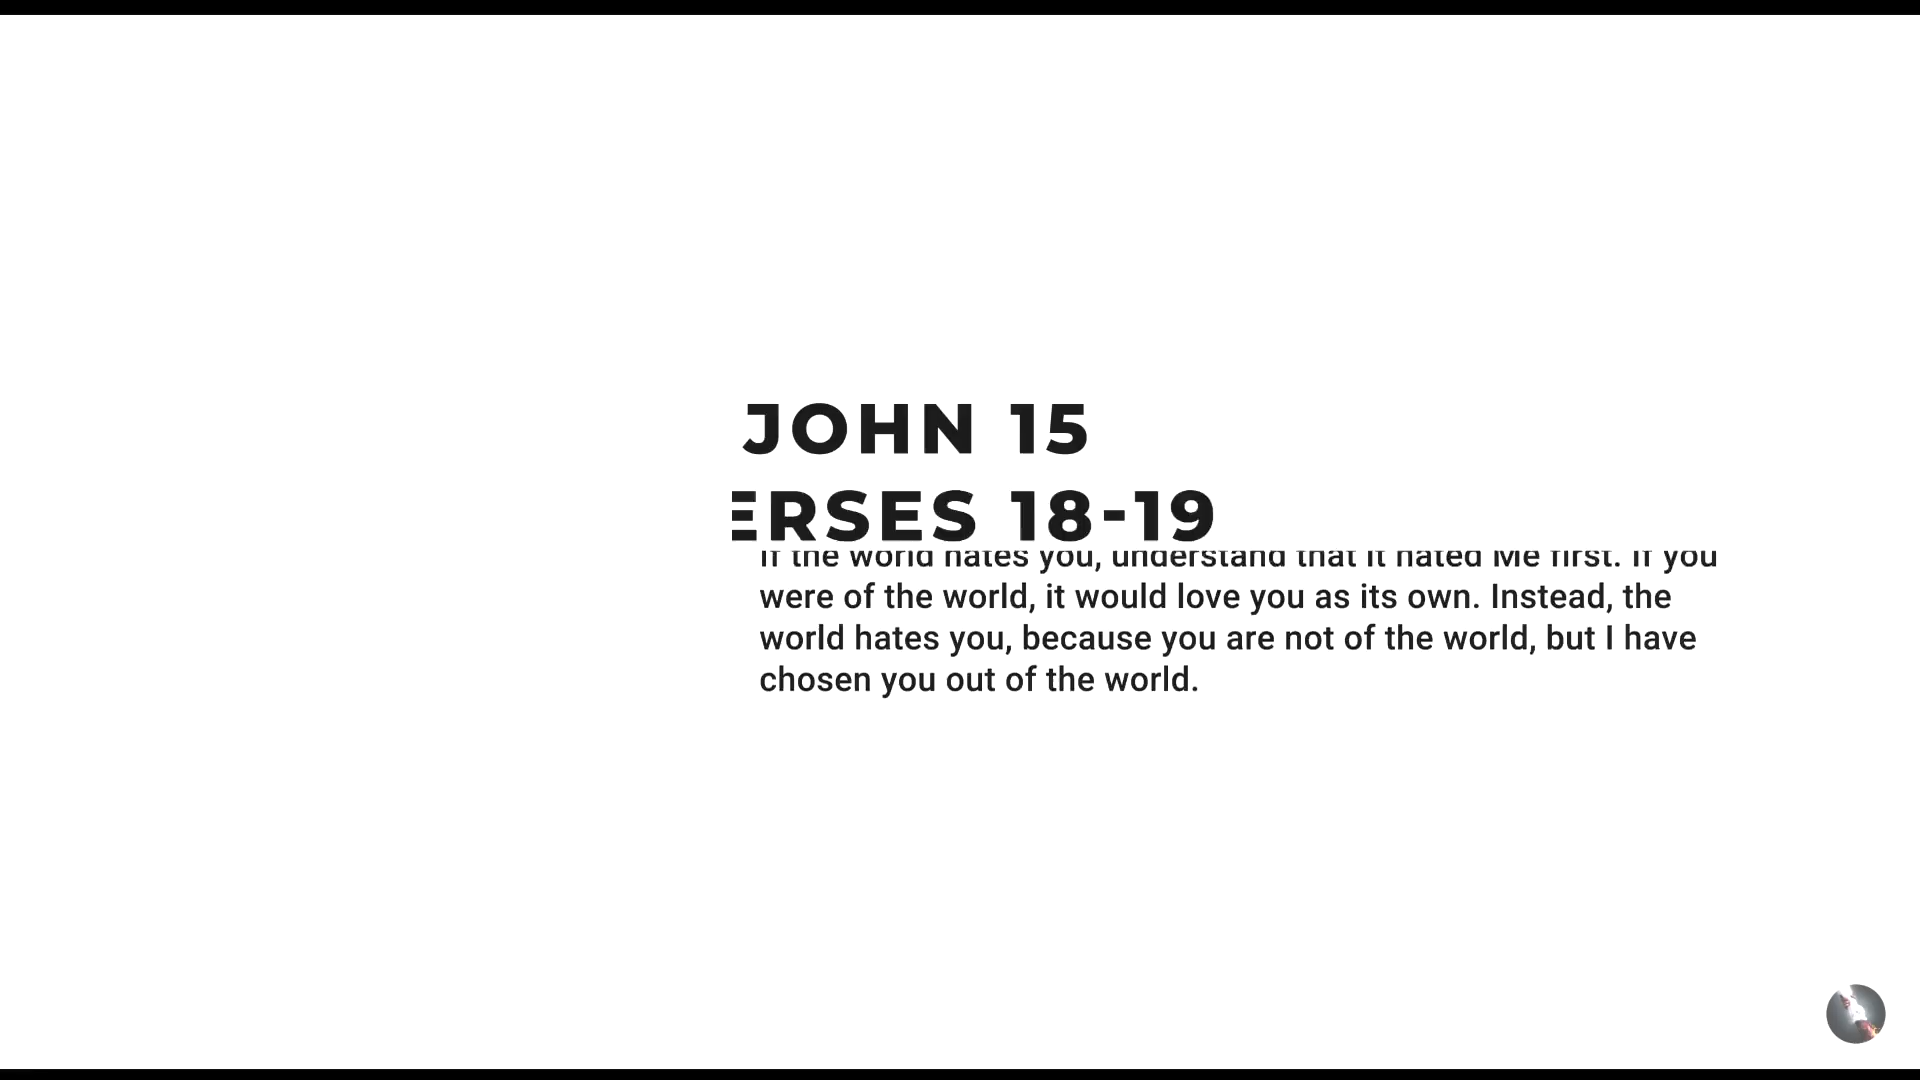 JOHN 15
ERSES 18-19
If the world hates you, understand that it hated Me first. If you
were of the world, it would love you as its own. Instead, the
world hates you, because you are not of the world, but I have
chosen you out of the world.